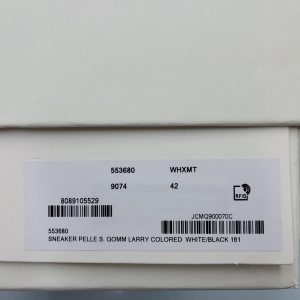 553680 WHXMT
9074 42
8089105529
RFID
JCMQ900070C
553680
SNEAKER PELLE S. GOMM LARRY COLORED WHITE/BLACK 161